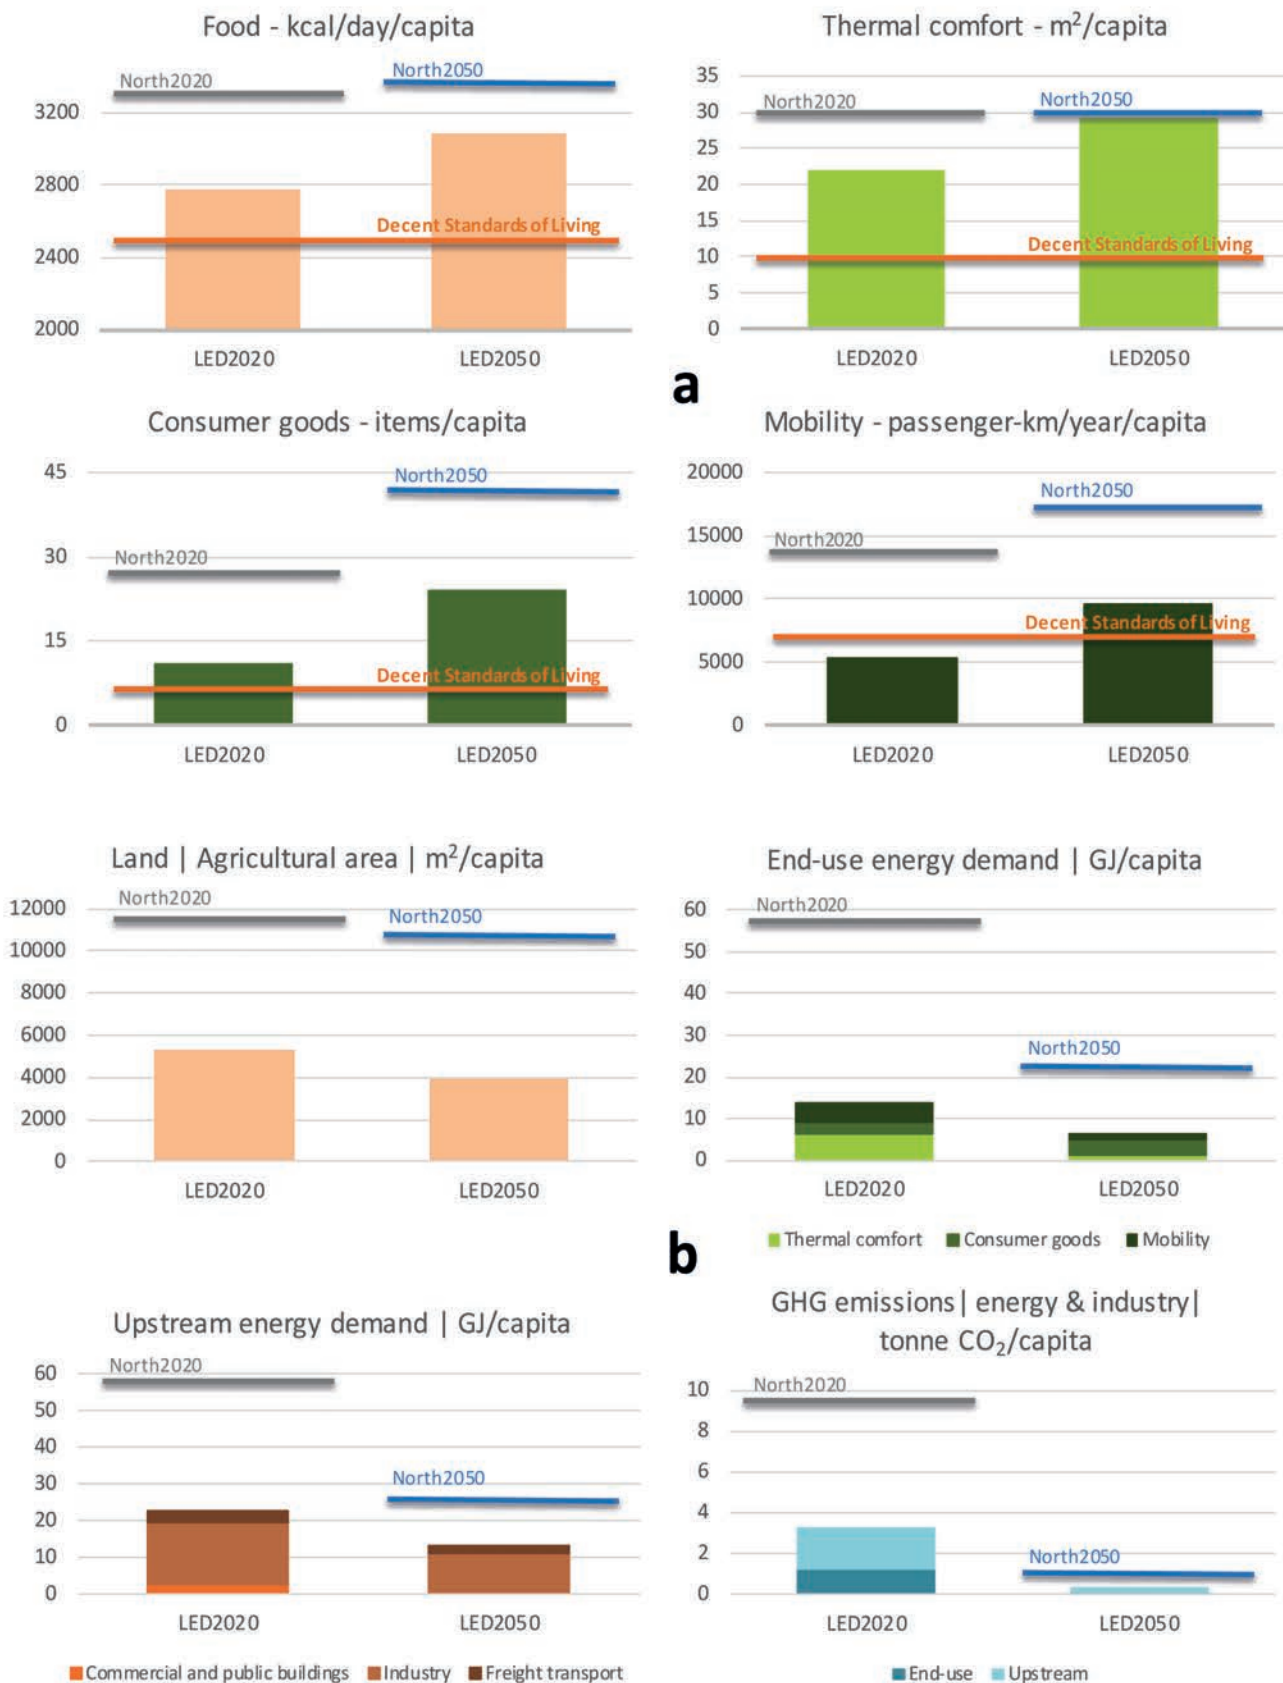 Food - kcal/day/capita
North2020
North2050
3200
2800
Decent Standards of Living
2400
2000
LED2020
LED2050
Thermal comfort - m²/capita
35
North2020
North2050
30
25
20
15
Decent Standards of Living
10
5
0
LED2020
LED2050
a
Consumer goods - items/capita
45
North2050
30
North2020
15
Decent Standards of Living
0
LED2020
LED2050
Mobility - passenger-km/year/capita
20000
North2050
15000
North2020
10000
Decent Standards of Living
5000
0
LED2020
LED2050
Land | Agricultural area | m²/capita
12000
North2020
North2050
10000
8000
6000
4000
2000
0
LED2020
LED2050
End-use energy demand | GJ/capita
60
North2020
50
40
30
North2050
20
10
0
LED2020
LED2050
Thermal comfort
Consumer goods
Mobility
b
Upstream energy demand | GJ/capita
60
North2020
50
40
30
North2050
20
10
0
LED2020
LED2050
Commercial and public buildings
Industry
Freight transport
GHG emissions| energy & industry|
tonne CO₂/capita
10
North2020
8
6
4
2
North2050
0
LED2020
LED2050
End-use
Upstream